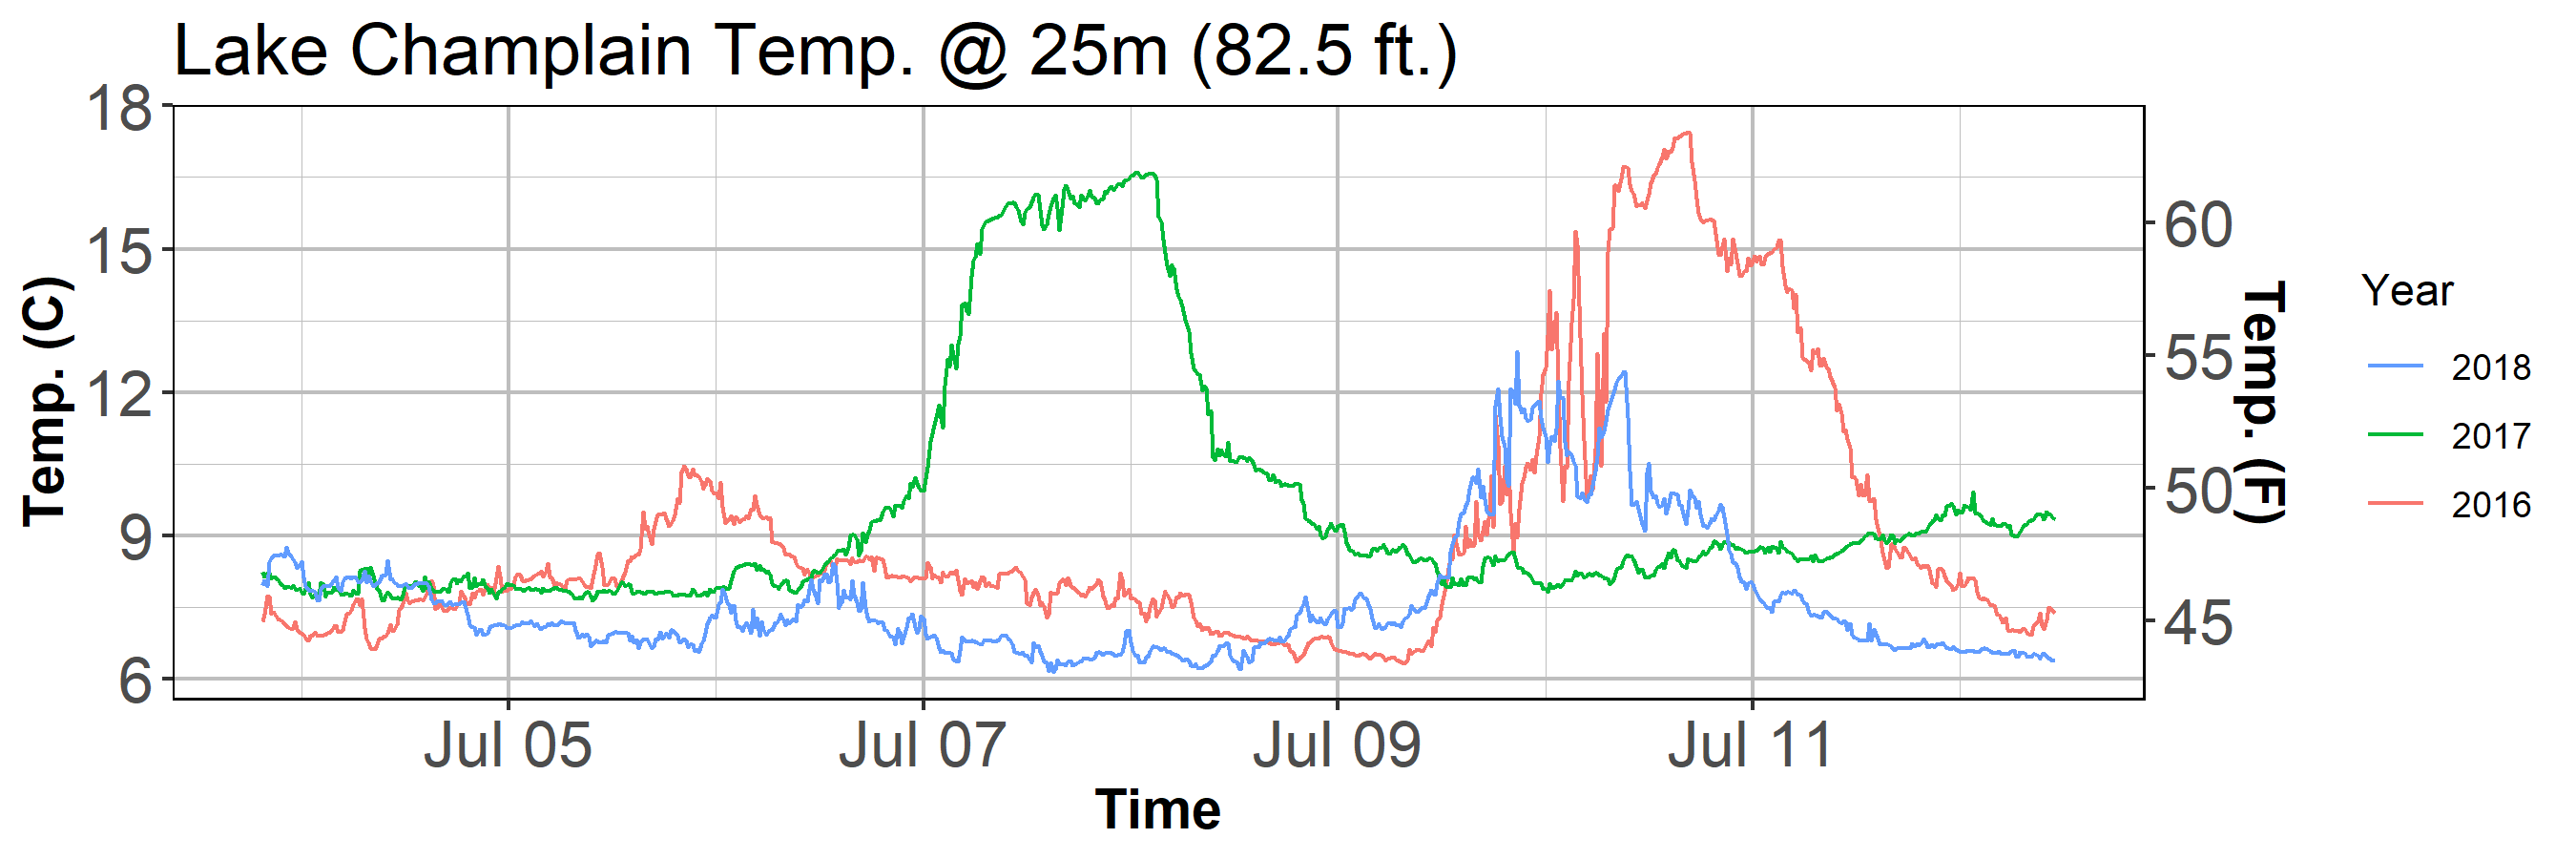 Lake Champlain Temp. @ 25m (82.5 ft.)
18
15
12
9
6
Temp. (C)
60
55
50
45
Temp. (F)
Jul 05
Jul 07
Jul 09
Jul 11
Time
Year
2018
2017
2016